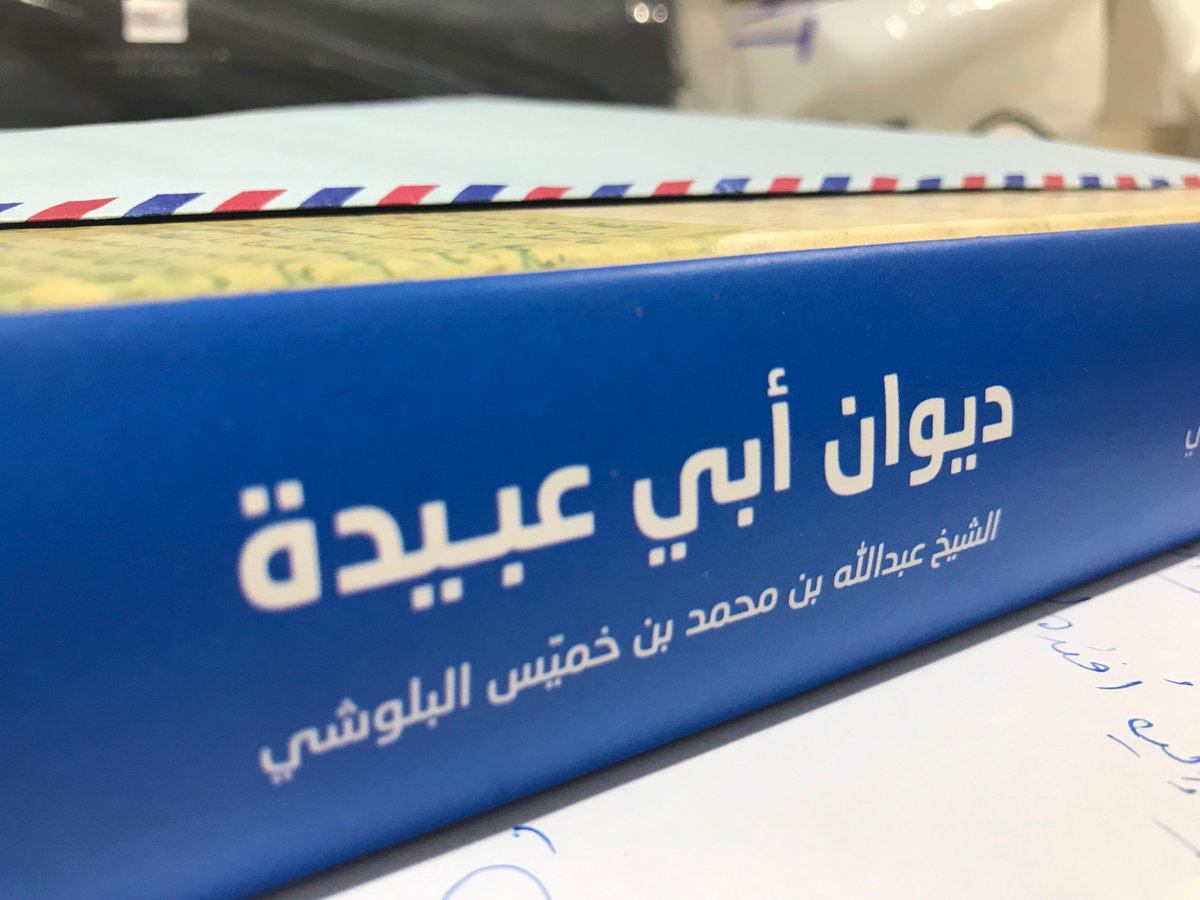 ديوان أبي عبيدة
الشيخ عبدالله بن محمد بن خميّس البلوشي